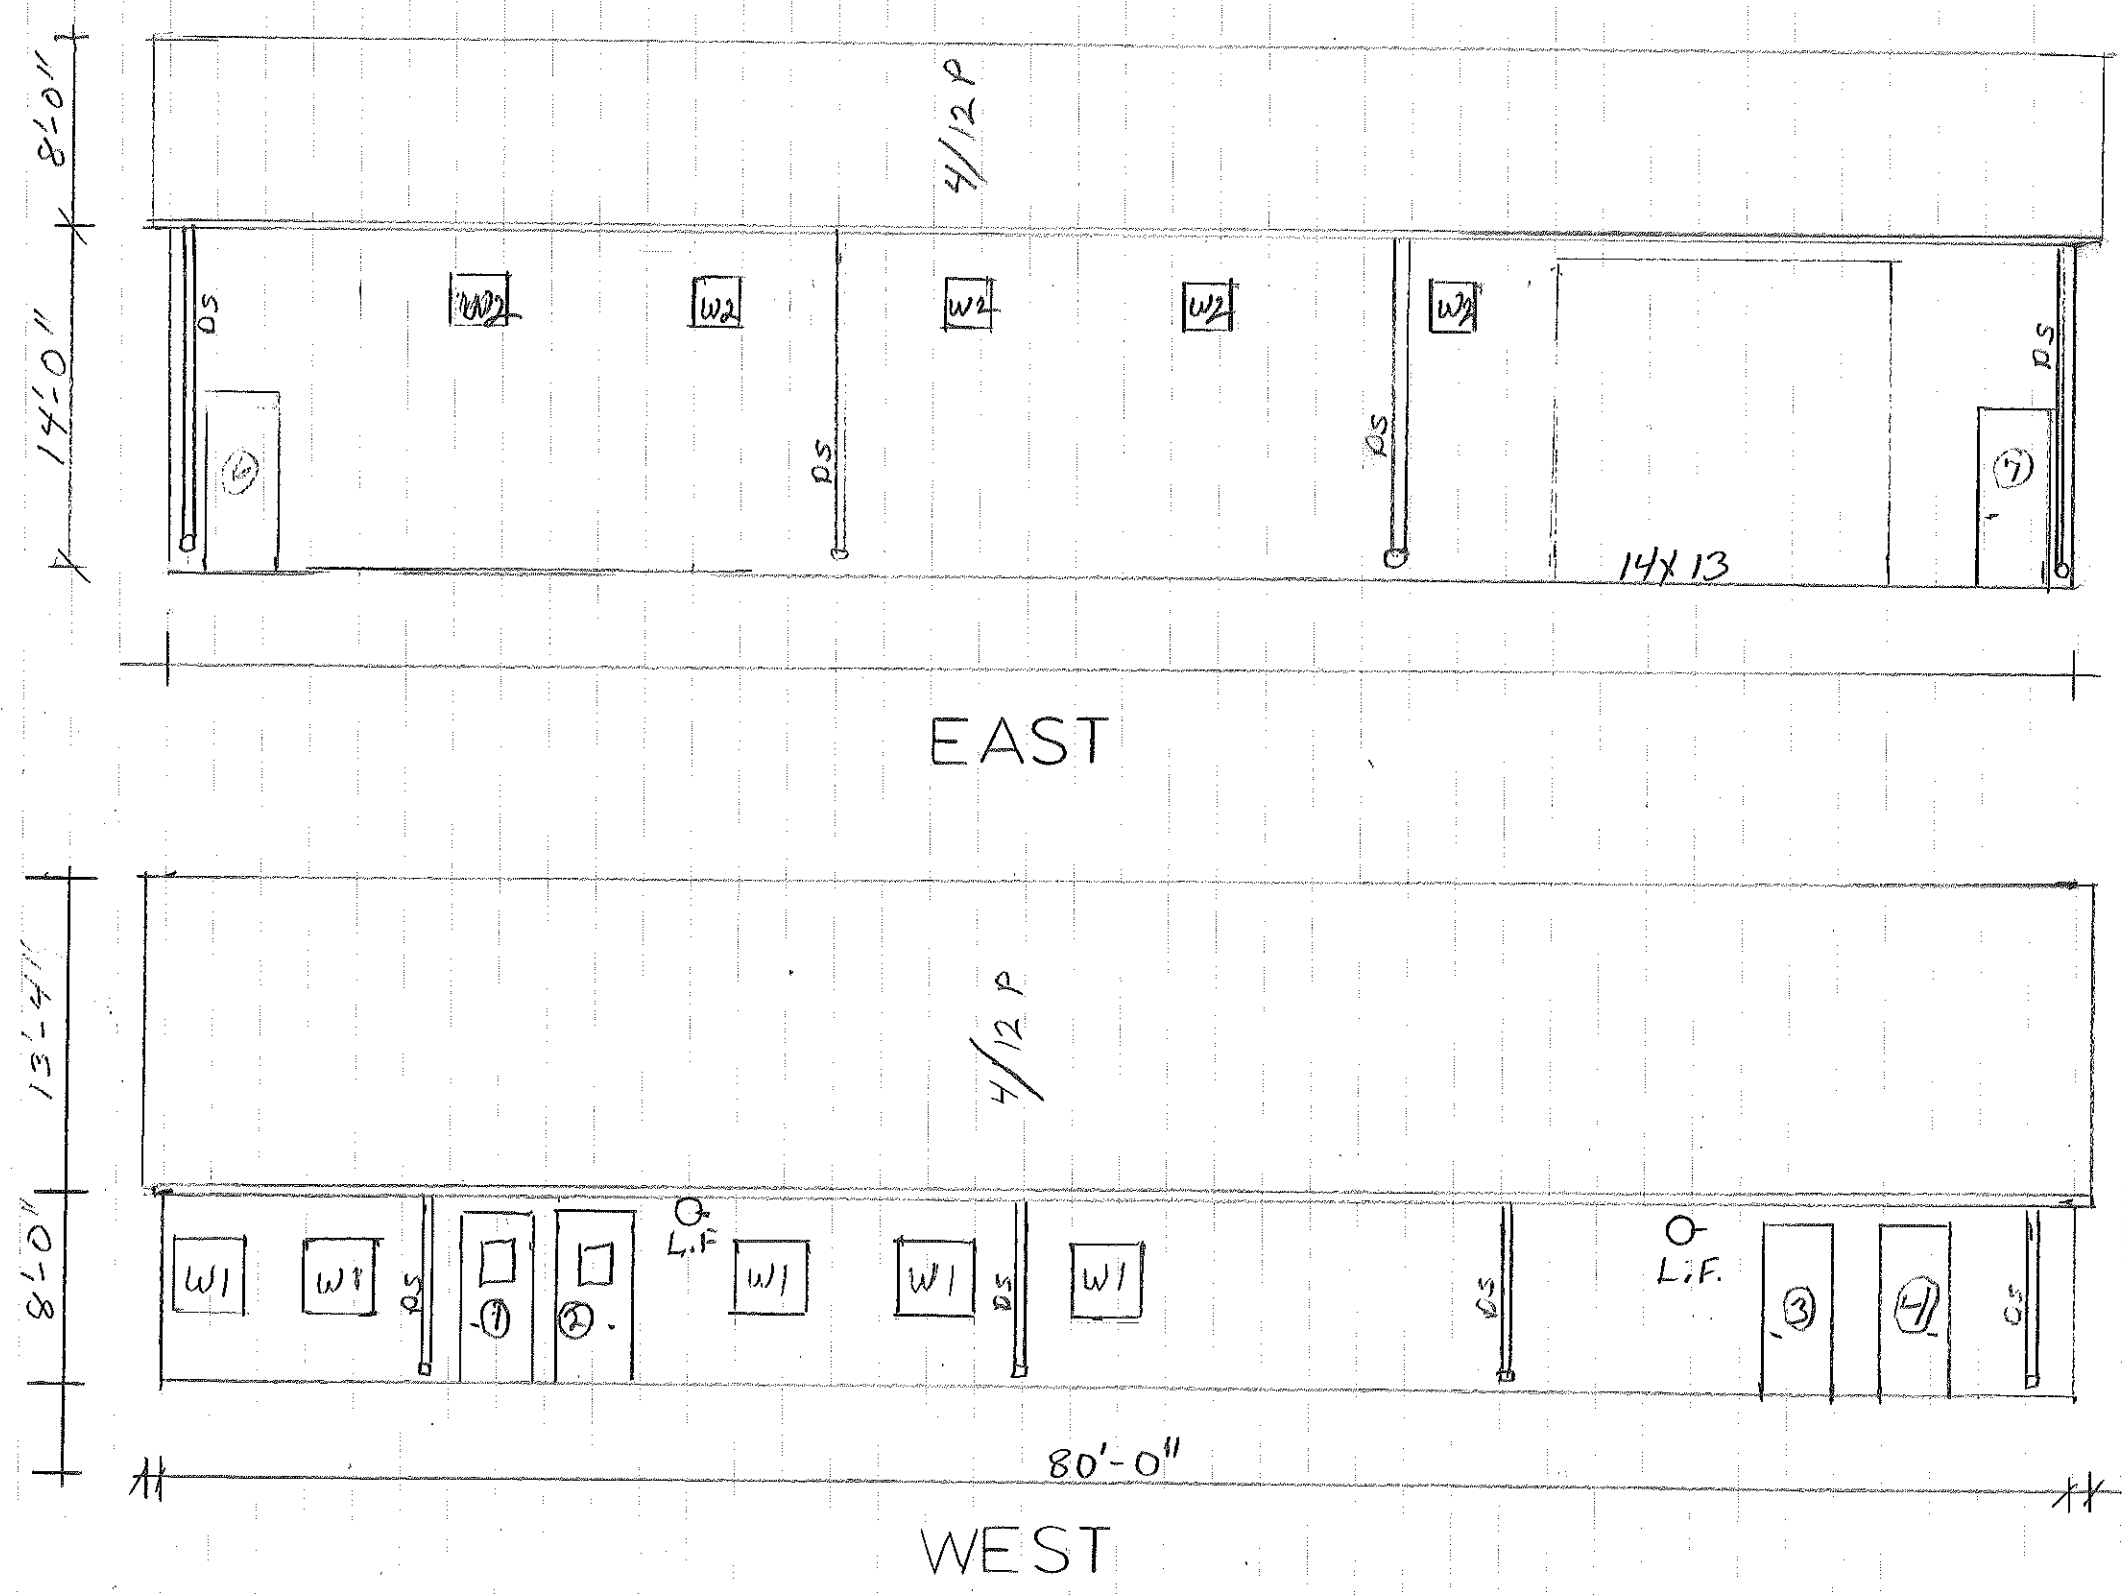 8'-0"
4/12 P
14'-0"
DS
W2
W2
W2
W2
W2
DS
DS
DS
6
7
14X13
EAST
13'-4"
4/12 P
8'-0"
L.F
L.F.
W1
W1
DS
1
2
W1
W1
DS
W1
DS
3
4
DS
80'-0"
WEST